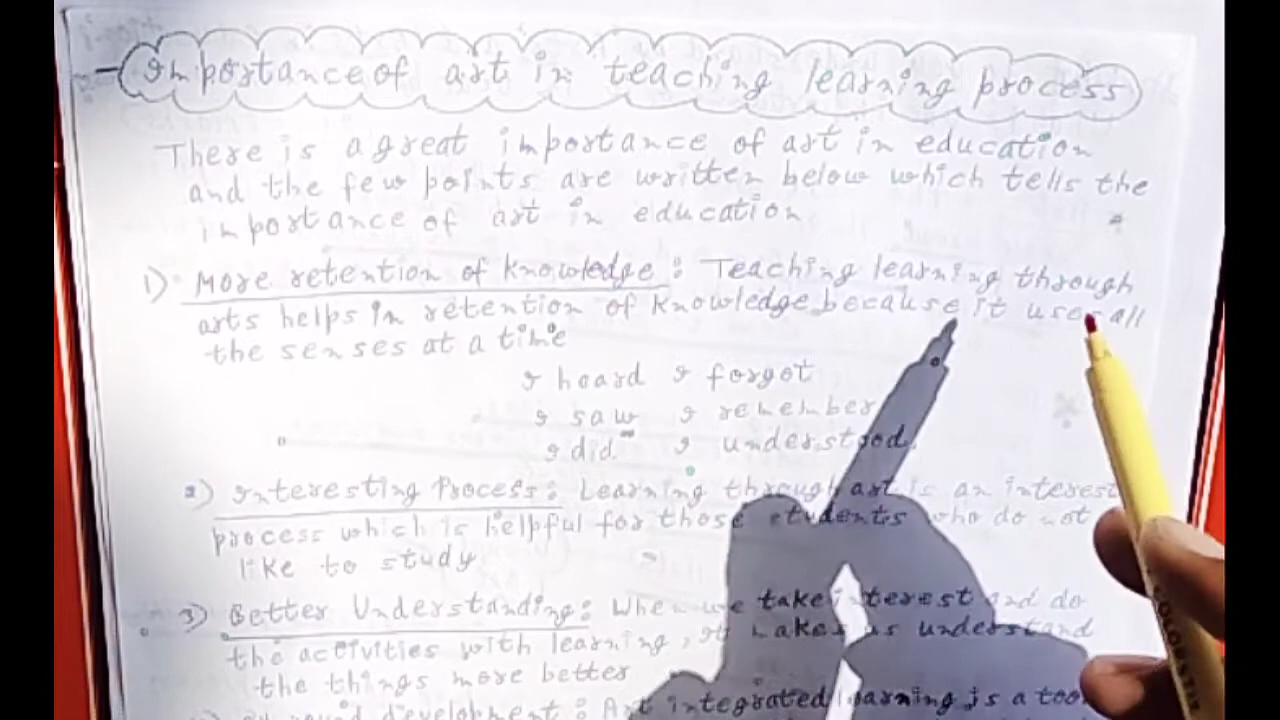 Importance of art in teaching learning process
There is a great importance of art in education
and the few points are written below which tells the
importance of art in education
1) More retention of knowledge : Teaching learning through
arts helps in retention of knowledge because it uses all
the senses at a time
I heard I forgot
I saw I remember
I did I understood
2) Interesting Process : Learning through art is an interest
process which is helpful for those students who do not
like to study
3) Better Understanding : When we take interest and do
the activities with learning, it makes us understand
the things more better
development : Art integrated learning is a tool
COLORMATE